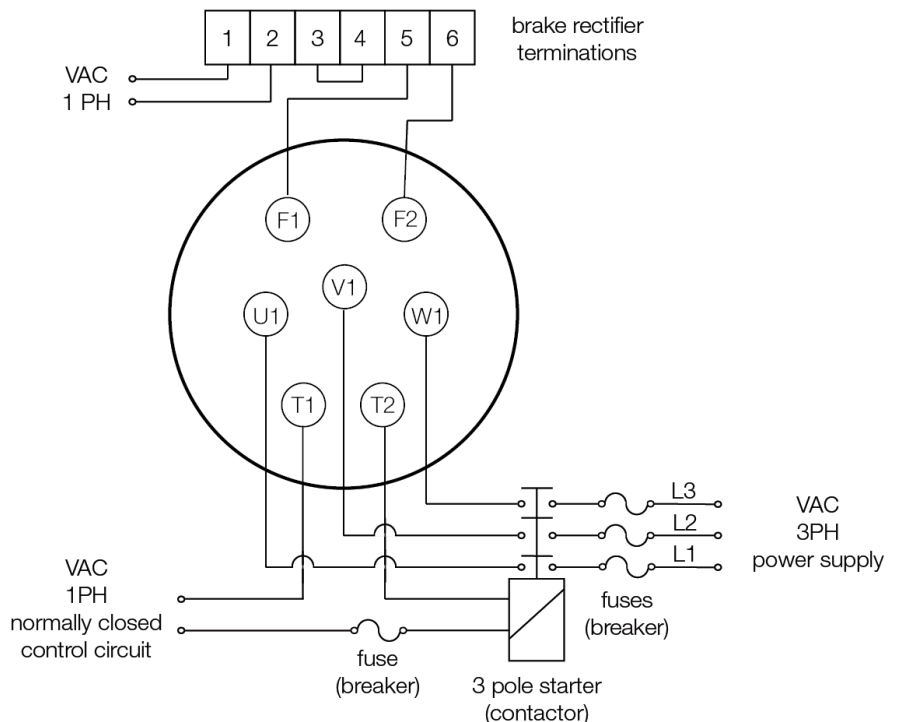 1 2 3 4 5 6
brake rectifier
terminations
VAC
1 PH
F1 F2
V1
U1 W1
T1 T2
L3
L2
L1
VAC
3PH
power supply
VAC
1PH
normally closed
control circuit
fuses
(breaker)
fuse
(breaker)
3 pole starter
(contactor)